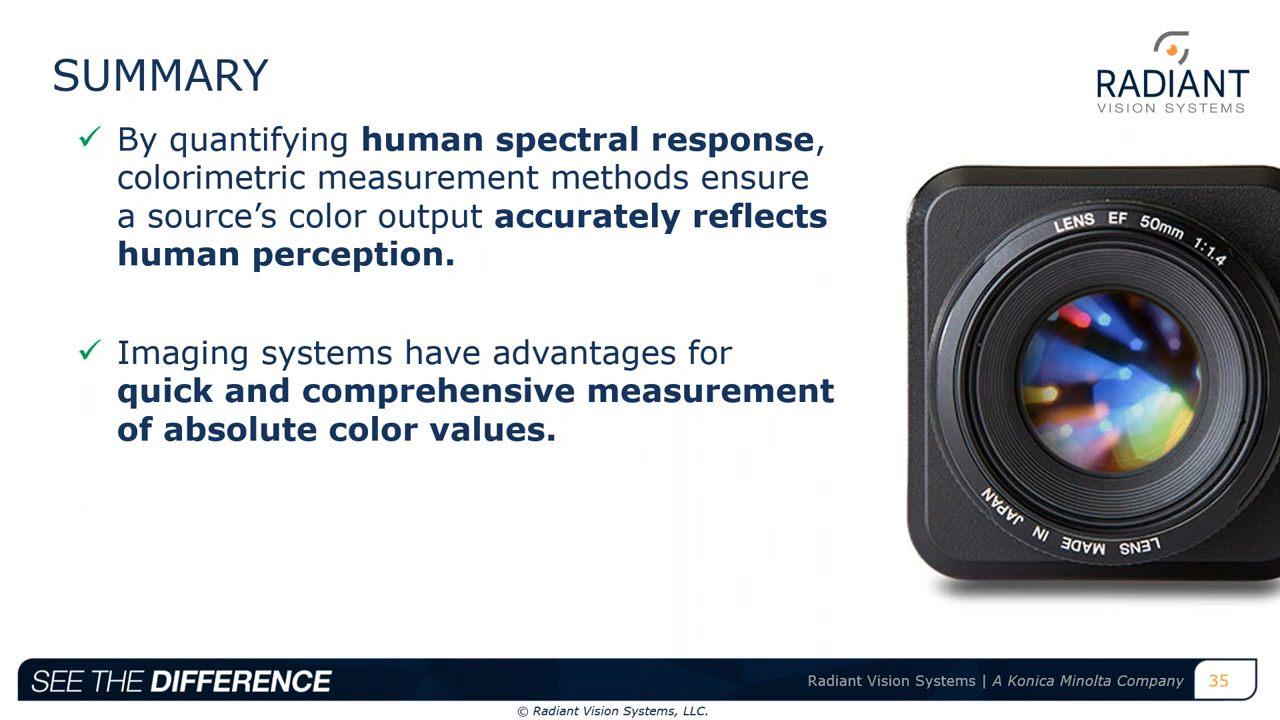 SUMMARY
RADIANT
VISION SYSTEMS
✓ By quantifying human spectral response,
colorimetric measurement methods ensure
a source’s color output accurately reflects
human perception.
✓ Imaging systems have advantages for
quick and comprehensive measurement
of absolute color values.
LENS EF 50mm 1:1.4
LENS MADE IN JAPAN
SEE THE DIFFERENCE
Radiant Vision Systems | A Konica Minolta Company
35
© Radiant Vision Systems, LLC.